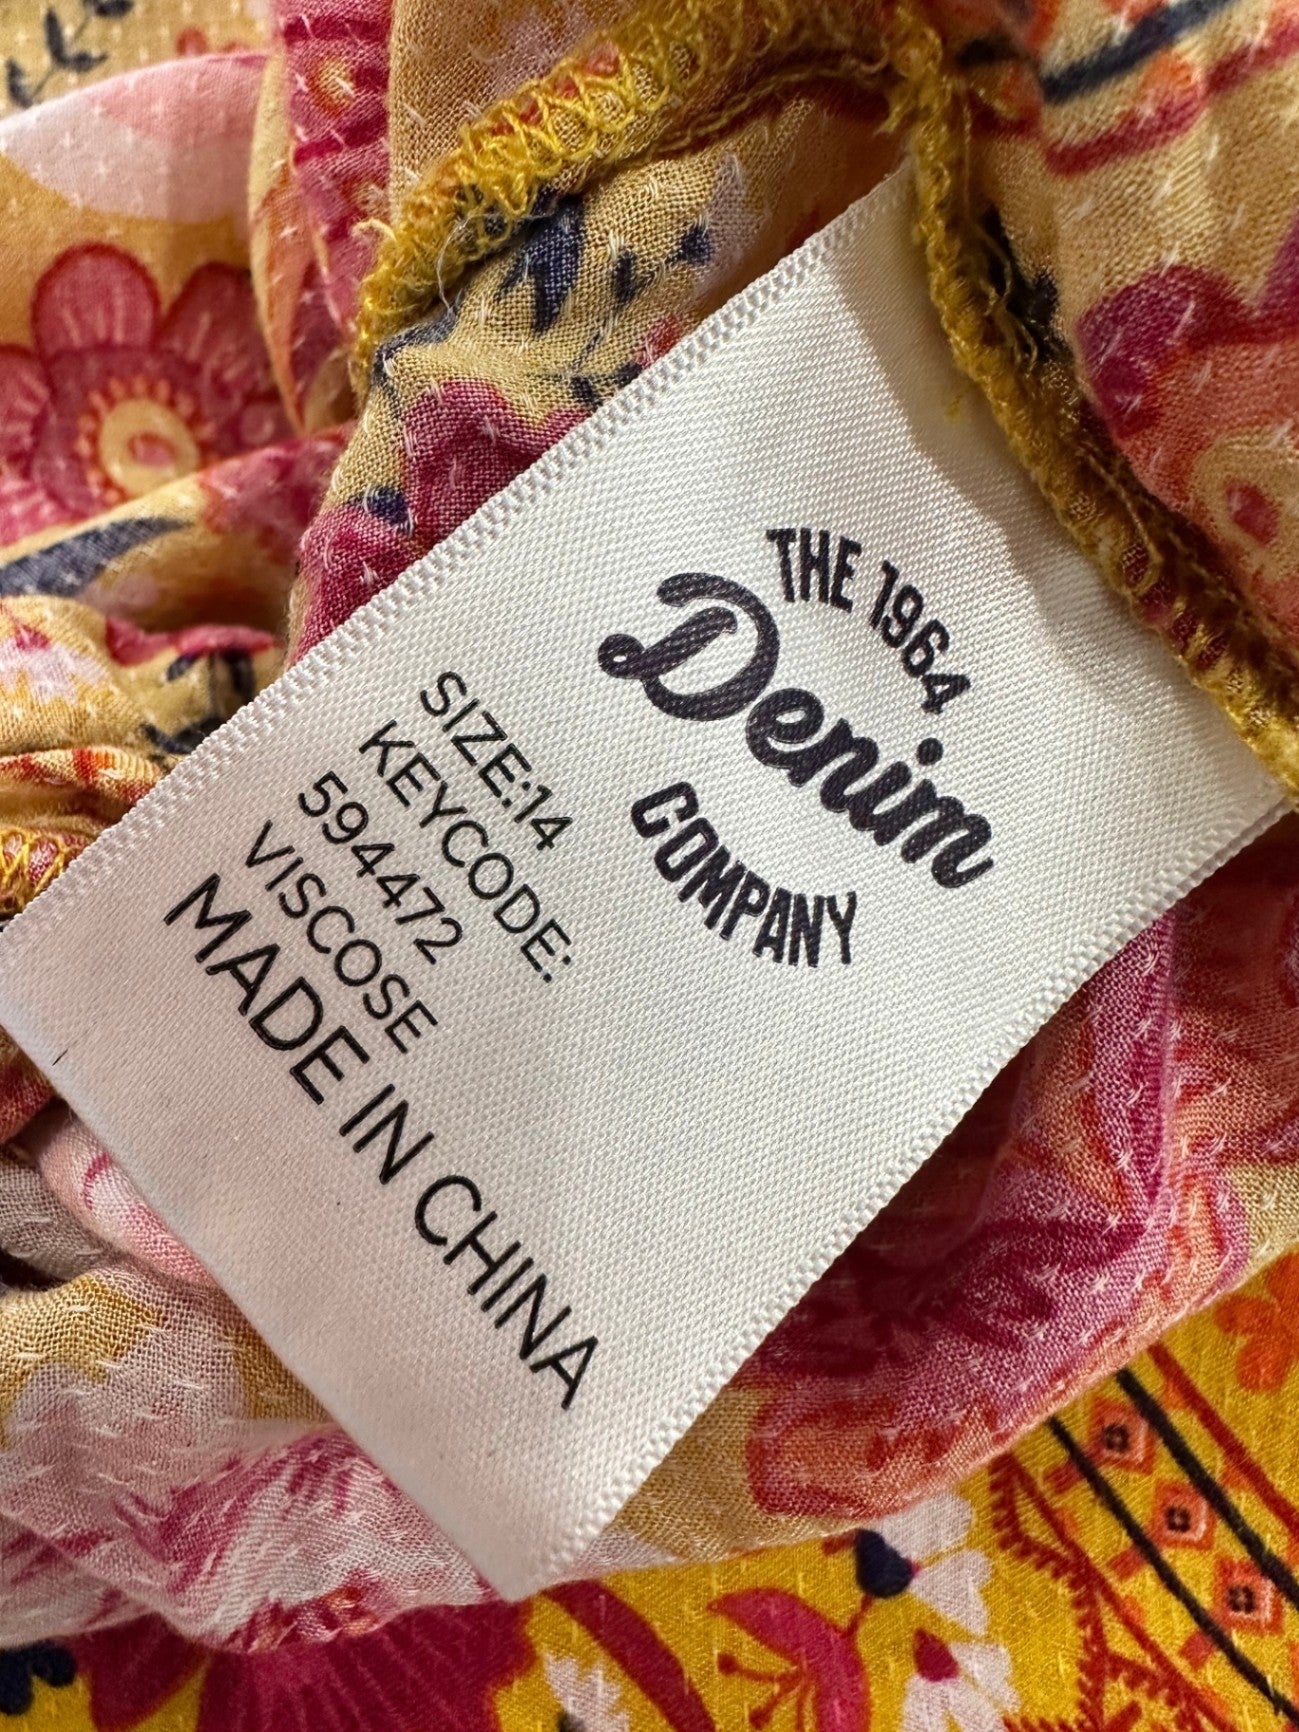 THE 1964
Denim
COMPANY
SIZE:14
KEYCODE:
594472
VISCOSE
MADE IN CHINA